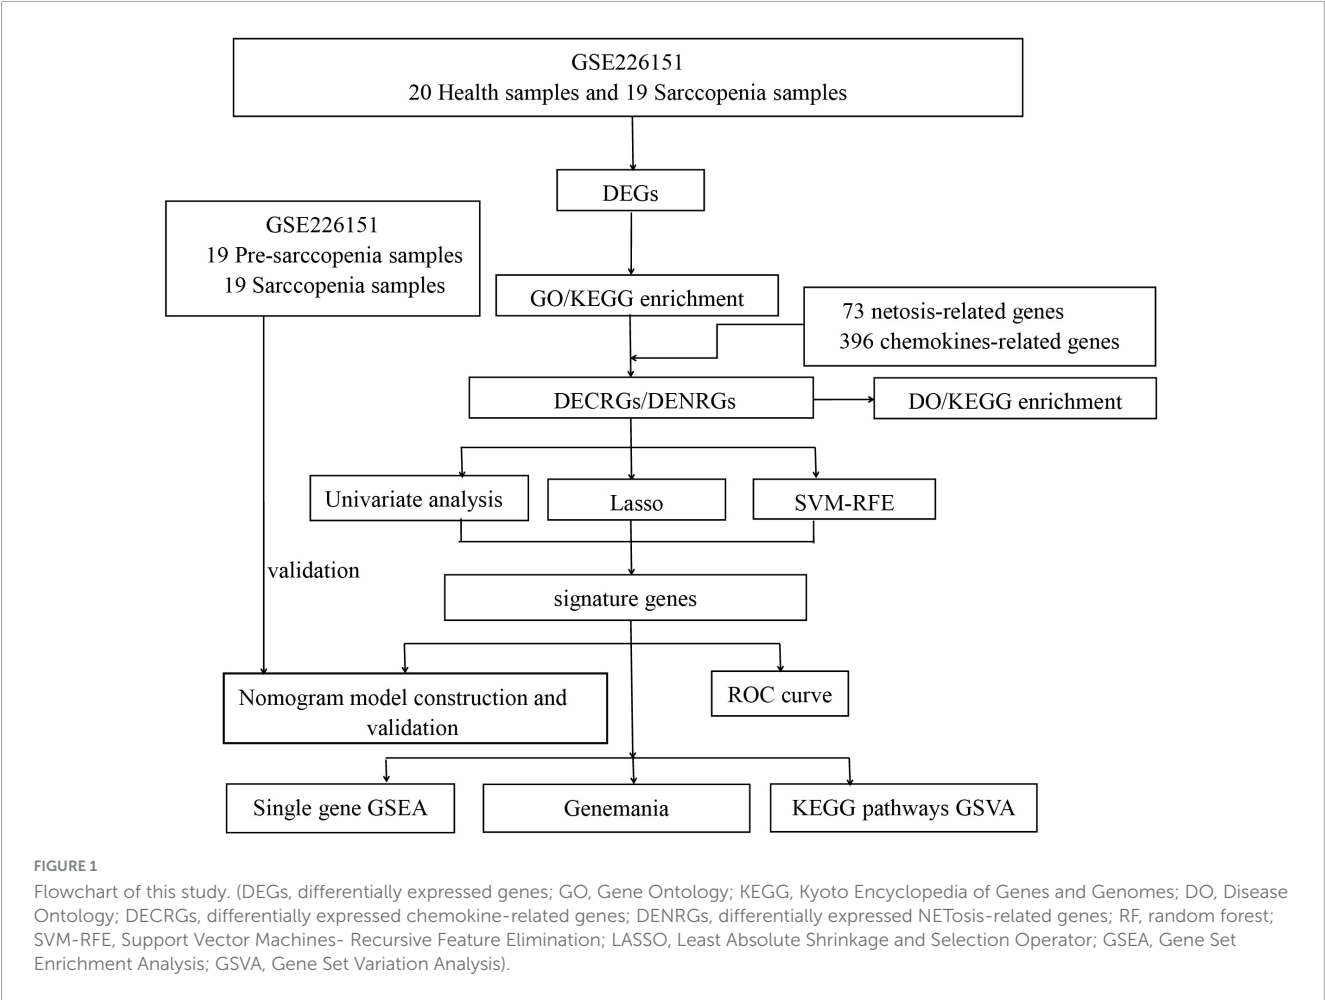 GSE226151
20 Health samples and 19 Sarccopenia samples
DEGs
GSE226151
19 Pre-sarccopenia samples
19 Sarccopenia samples
GO/KEGG enrichment
73 netosis-related genes
396 chemokines-related genes
DECRGs/DENRGs
DO/KEGG enrichment
Univariate analysis
Lasso
SVM-RFE
validation
signature genes
Nomogram model construction and
validation
ROC curve
Single gene GSEA
Genemania
KEGG pathways GSVA
FIGURE 1
Flowchart of this study. (DEGs, differentially expressed genes; GO, Gene Ontology; KEGG, Kyoto Encyclopedia of Genes and Genomes; DO, Disease
Ontology; DECRGs, differentially expressed chemokine-related genes; DENRGs, differentially expressed NETosis-related genes; RF, random forest;
SVM-RFE, Support Vector Machines- Recursive Feature Elimination; LASSO, Least Absolute Shrinkage and Selection Operator; GSEA, Gene Set
Enrichment Analysis; GSVA, Gene Set Variation Analysis).